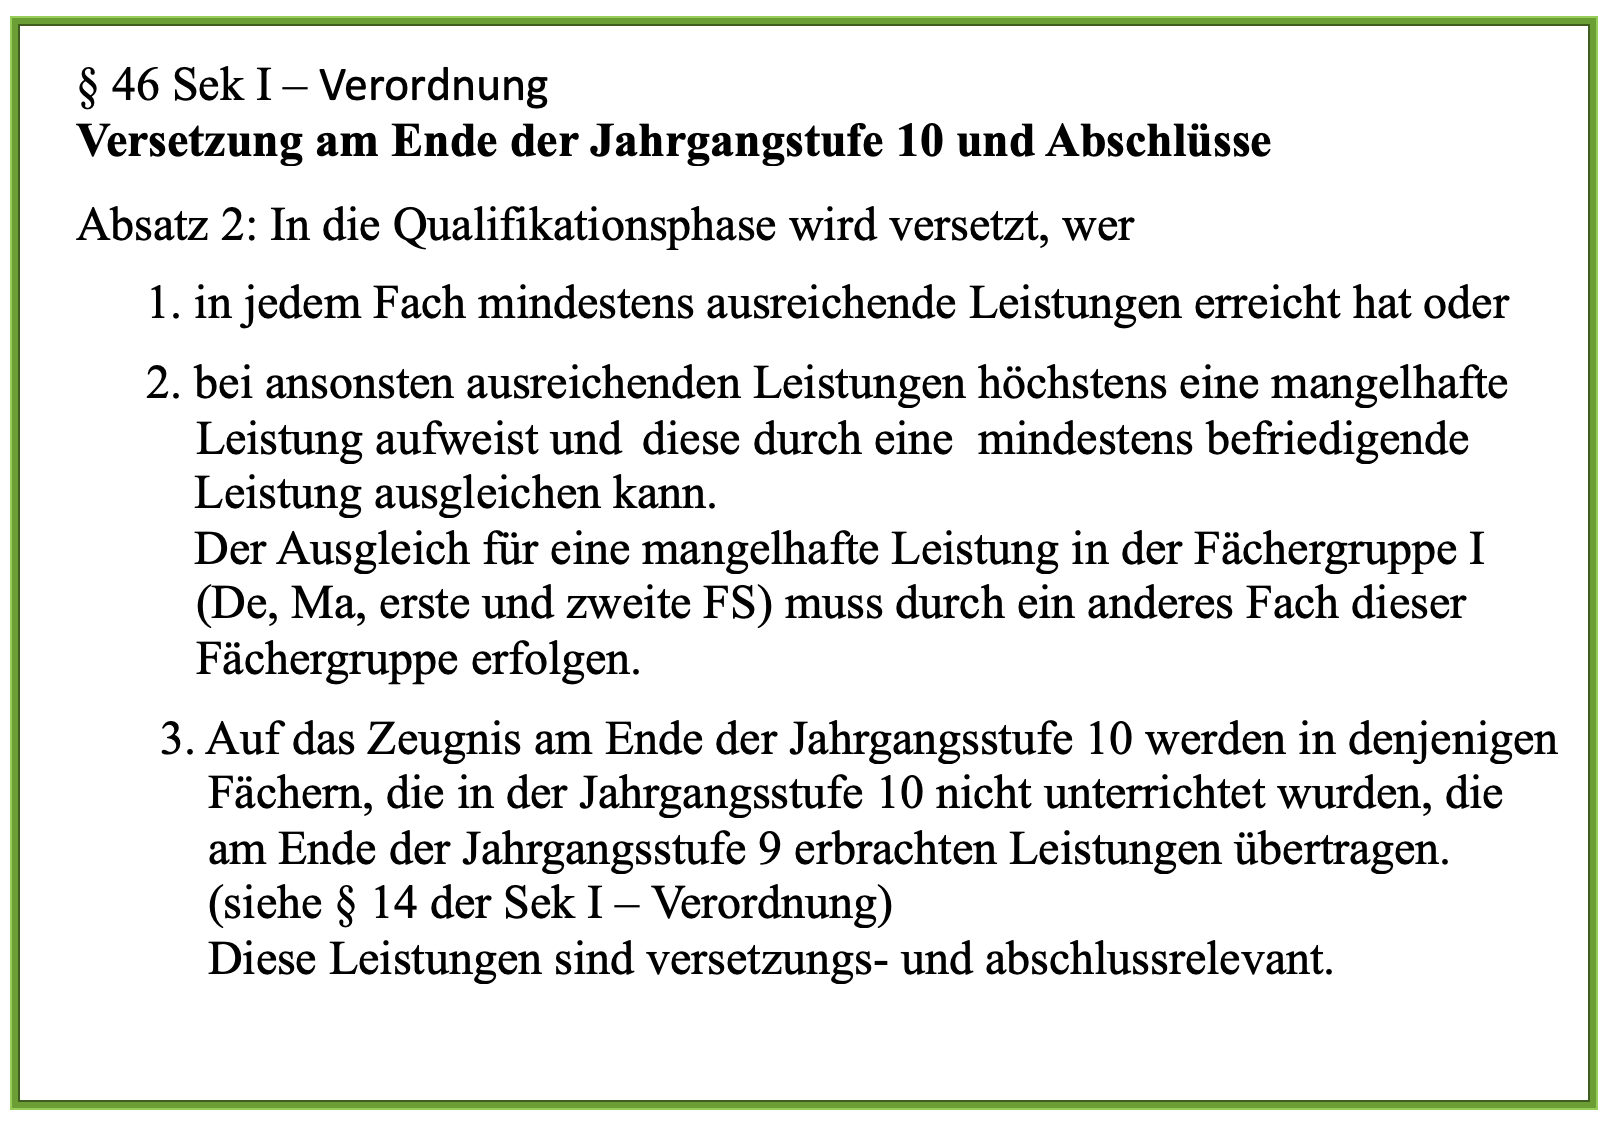 § 46 Sek I – Verordnung
Versetzung am Ende der Jahrgangstufe 10 und Abschlüsse
Absatz 2: In die Qualifikationsphase wird versetzt, wer
1. in jedem Fach mindestens ausreichende Leistungen erreicht hat oder
2. bei ansonsten ausreichenden Leistungen höchstens eine mangelhafte
Leistung aufweist und diese durch eine mindestens befriedigende
Leistung ausgleichen kann.
Der Ausgleich für eine mangelhafte Leistung in der Fächergruppe I
(De, Ma, erste und zweite FS) muss durch ein anderes Fach dieser
Fächergruppe erfolgen.
3. Auf das Zeugnis am Ende der Jahrgangsstufe 10 werden in denjenigen
Fächern, die in der Jahrgangsstufe 10 nicht unterrichtet wurden, die
am Ende der Jahrgangsstufe 9 erbrachten Leistungen übertragen.
(siehe § 14 der Sek I – Verordnung)
Diese Leistungen sind versetzungs- und abschlussrelevant.